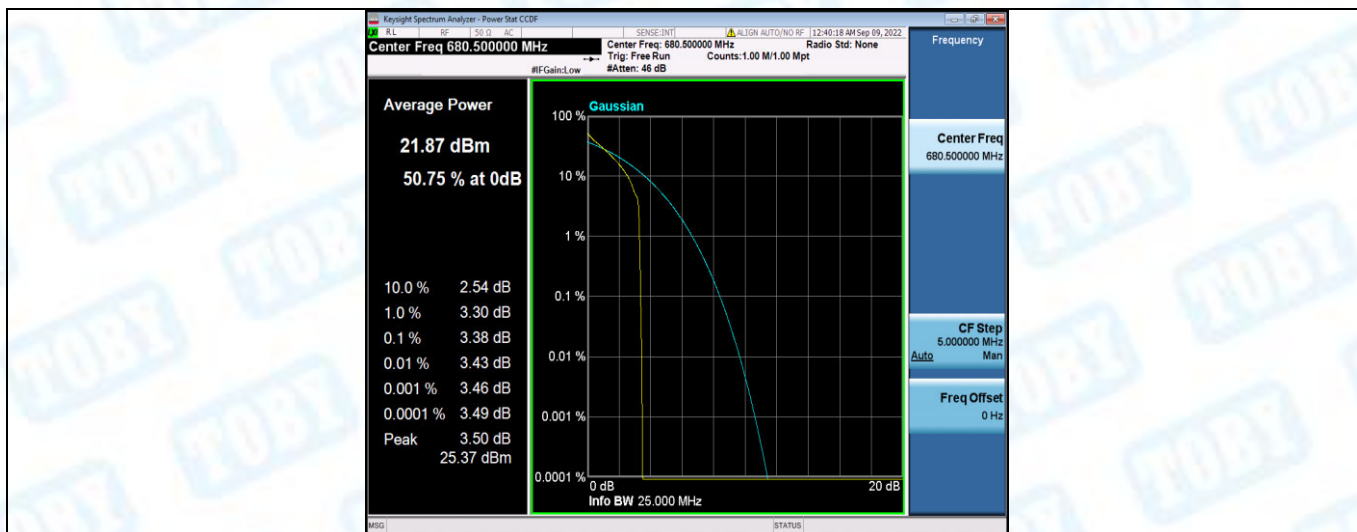 Keysight Spectrum Analyzer - Power Stat CCDF
RL RF 50 Ω AC SENSE:INT ALIGN AUTO/NO RF 12:40:18 AM Sep 09, 2022
Center Freq 680.500000 MHz
Center Freq: 680.500000 MHz Radio Std: None
Trig: Free Run Counts:1.00 M/1.00 Mpt
#IFGain:Low #Atten: 46 dB
Frequency
Average Power
21.87 dBm
50.75 % at 0dB
10.0 % 2.54 dB
1.0 % 3.30 dB
0.1 % 3.38 dB
0.01 % 3.43 dB
0.001 % 3.46 dB
0.0001 % 3.49 dB
Peak 3.50 dB
25.37 dBm
Gaussian
100 %
10 %
1 %
0.1 %
0.01 %
0.001 %
0.0001 %
0 dB 20 dB
Info BW 25.000 MHz
Center Freq
680.500000 MHz
CF Step
5.000000 MHz
Auto Man
Freq Offset
0 Hz
MSG STATUS
TOBY